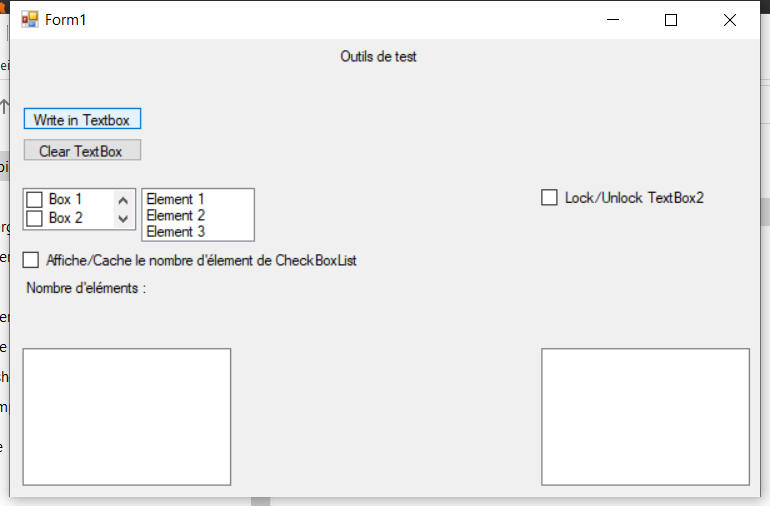 Form1
Outils de test
Write in Textbox
Clear TextBox
Box 1
Box 2
Element 1
Element 2
Element 3
Lock/Unlock TextBox2
Affiche/Cache le nombre d'élement de CheckBoxList
Nombre d'eléments :